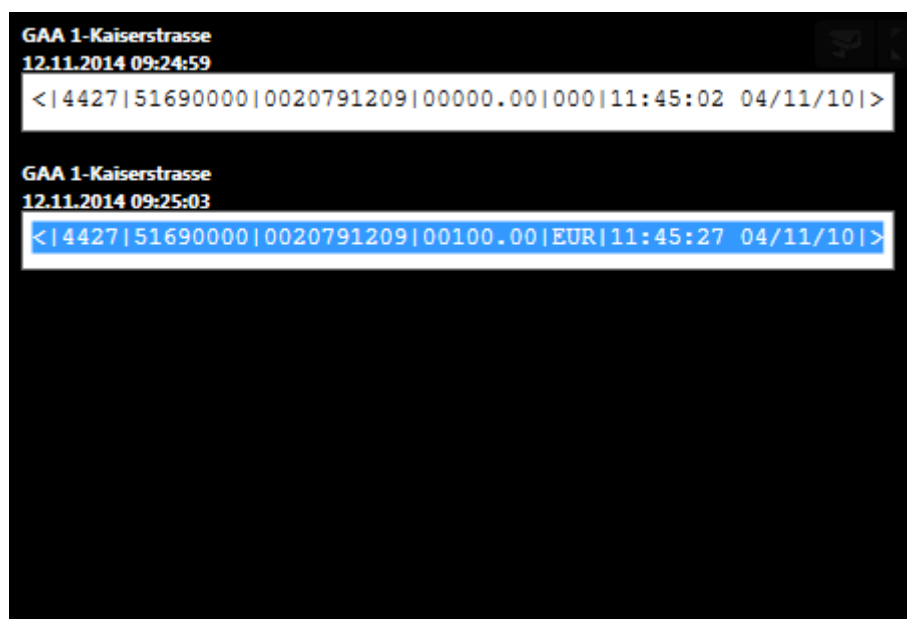 GAA 1-Kaiserstrasse
12.11.2014 09:24:59
<|4427|51690000|0020791209|00000.00|000|11:45:02 04/11/10|>
GAA 1-Kaiserstrasse
12.11.2014 09:25:03
<|4427|51690000|0020791209|00100.00|EUR|11:45:27 04/11/10|>